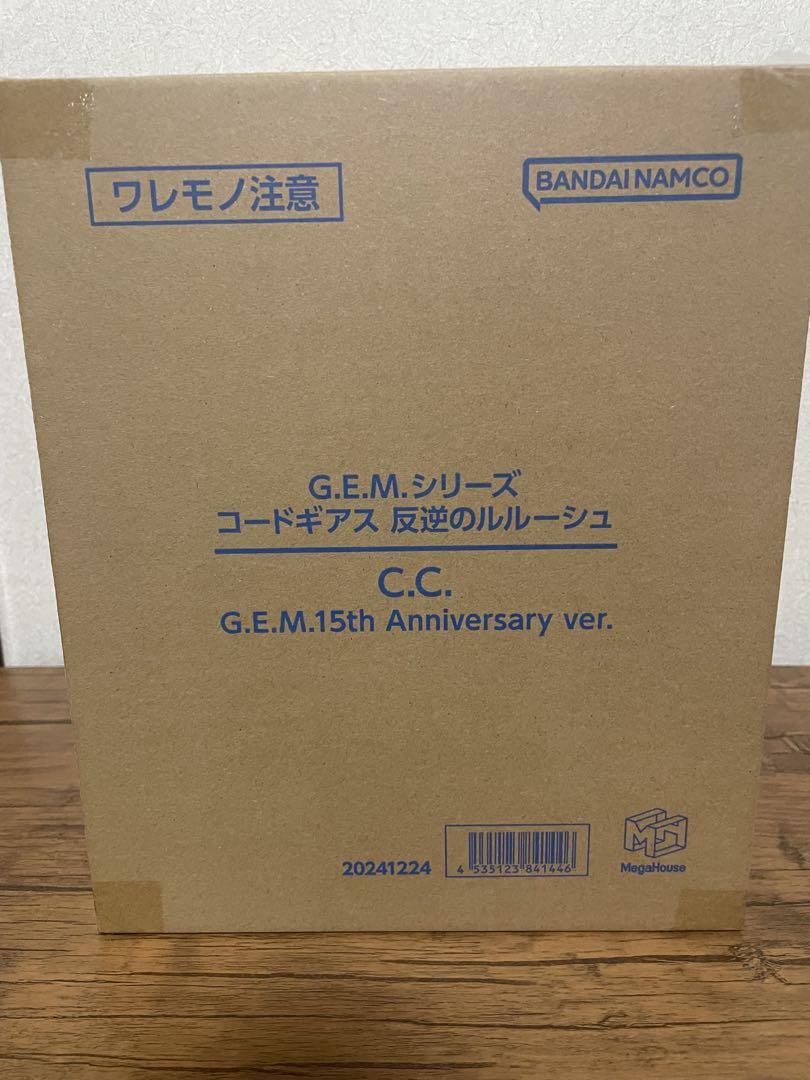 ワレモノ注意
BANDAI NAMCO
G.E.M.シリーズ
コードギアス 反逆のルルーシュ
C.C.
G.E.M.15th Anniversary ver.
20241224
4 535123 841446
MH
MegaHouse